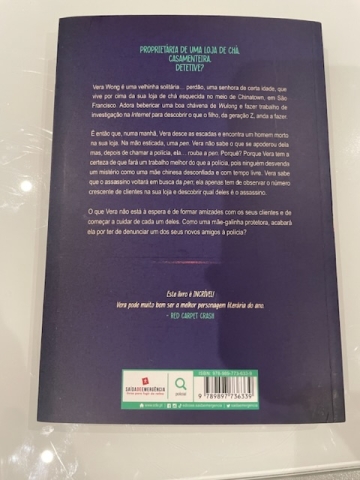 PROPRIETÁRIA DE UMA LOJA DE CHÁ.
CASAMENTEIRA.
DETETIVE?
Vera Wong é uma velhinha solitária... perdão, uma senhora de certa idade, que
vive por cima da sua loja de chá esquecida no meio de Chinatown, em São
Francisco. Adora bebericar uma boa chávena de Wulong e fazer trabalho de
investigação na Internet para descobrir o que o filho, da geração Z, anda a fazer.
É então que, numa manhã, Vera desce as escadas e encontra um homem morto
na sua loja. Na mão esticada, uma pen. Vera não sabe o que se apoderou dela
mas, depois de chamar a polícia, ela... rouba a pen. Porquê? Porque Vera tem a
certeza de que fará um trabalho melhor do que a polícia, pois ninguém desvenda
um mistério como uma mãe chinesa desconfiada e com tempo livre. Vera sabe
que o assassino voltará em busca da pen; ela apenas tem de observar o número
crescente de clientes na sua loja e descobrir qual deles é o assassino.
O que Vera não está à espera é de formar amizades com os seus clientes e de
começar a cuidar de cada um deles. Como uma mãe-galinha protetora, acabará
ela por ter de denunciar um dos seus novos amigos à polícia?
Este livro é INCRÍVEL!
Vera pode muito bem ser a melhor personagem literária do ano.
- RED CARPET CRASH
SAÍDA DE EMERGÊNCIA
9 789897 736339